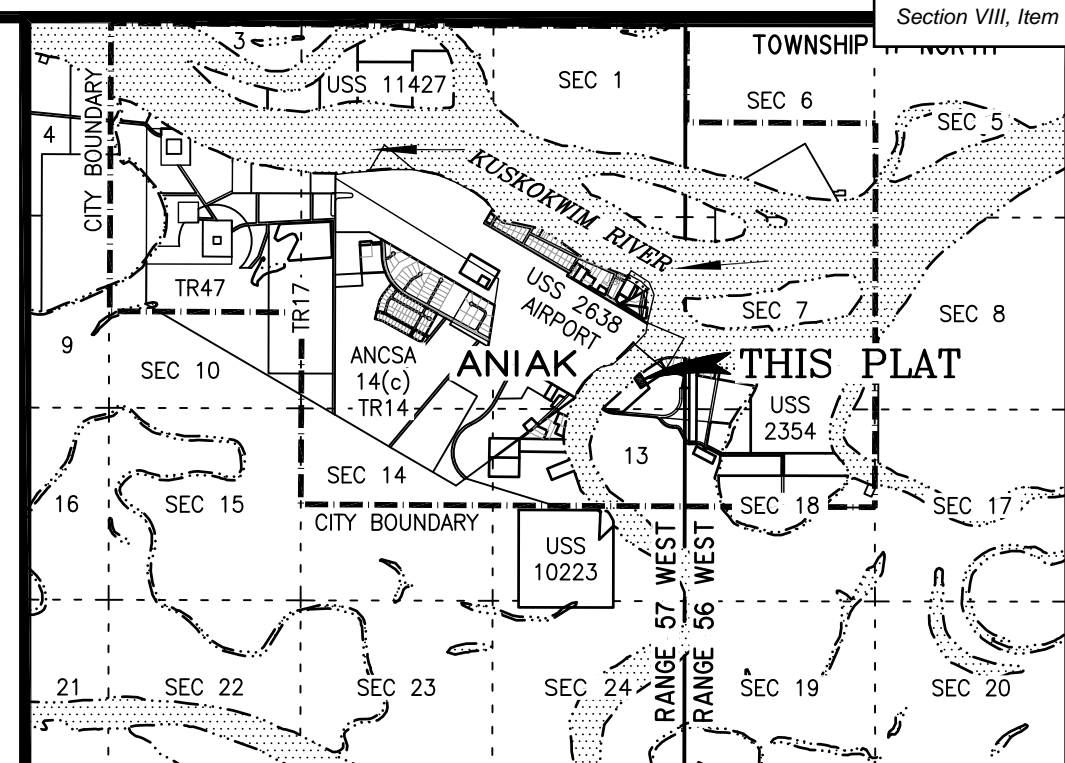 Section VIII, Item
TOWNSHIP
NORTH
3
USS 11427
SEC 1
SEC 6
SEC 5
4
CITY BOUNDARY
KUSKOKWIM RIVER
TR47
TR17
USS 2638
AIRPORT
SEC 7
SEC 8
9
SEC 10
ANCSA
14(c)
TR14
ANIAK
THIS PLAT
USS
2354
13
SEC 14
16
SEC 15
SEC 18
SEC 17
CITY BOUNDARY
USS
10223
RANGE 57 WEST
RANGE 56 WEST
21
SEC 22
SEC 23
SEC 24
SEC 19
SEC 20